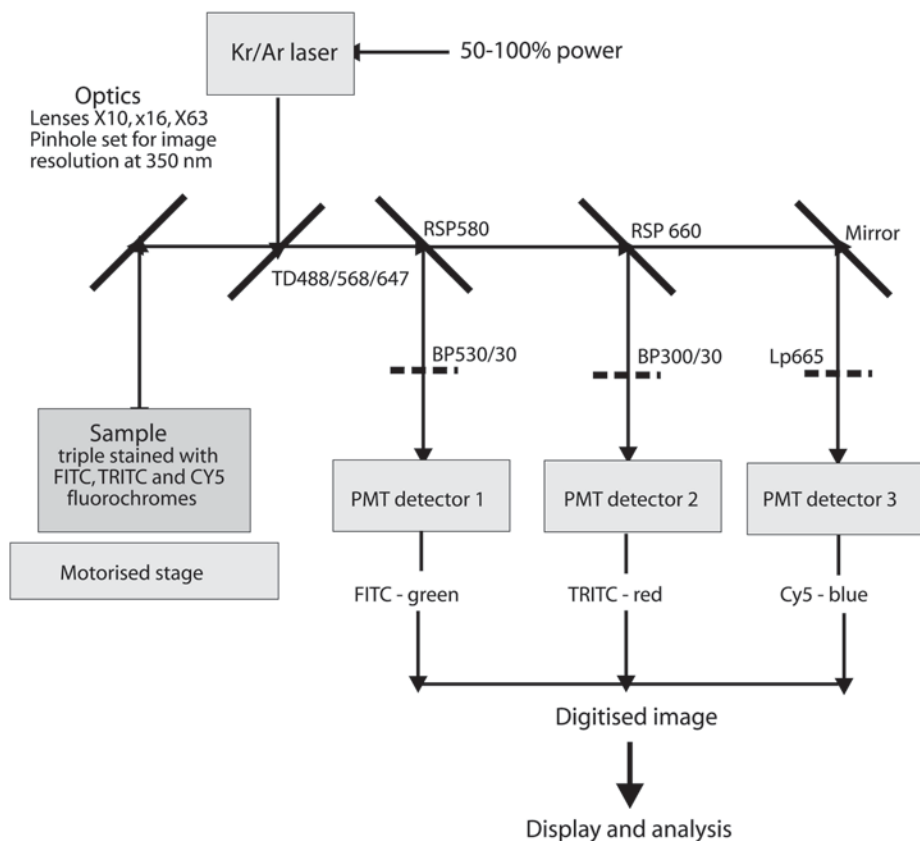 Kr/Ar laser
50-100% power
Optics
Lenses X10, x16, X63
Pinhole set for image
resolution at 350 nm
RSP580
RSP 660
Mirror
TD488/568/647
BP530/30
BP300/30
Lp665
Sample
triple stained with
FITC, TRITC and CY5
fluorochromes
PMT detector 1
PMT detector 2
PMT detector 3
Motorised stage
FITC - green
TRITC - red
Cy5 - blue
Digitised image
Display and analysis